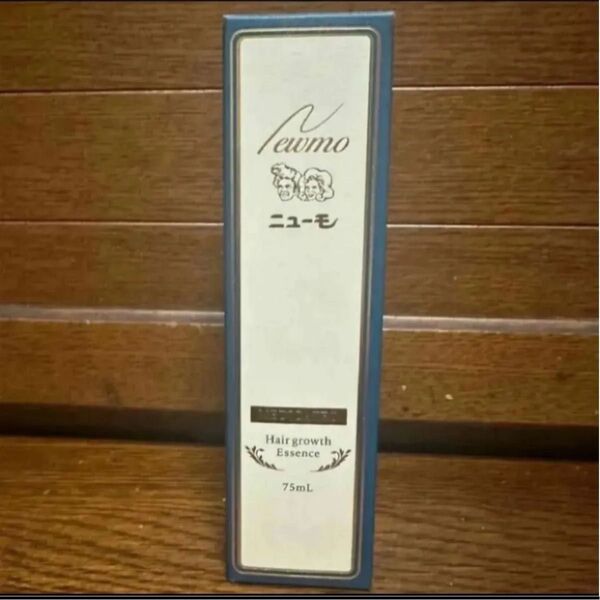 Newmo
ニューモ
Hair growth
Essence
75mL